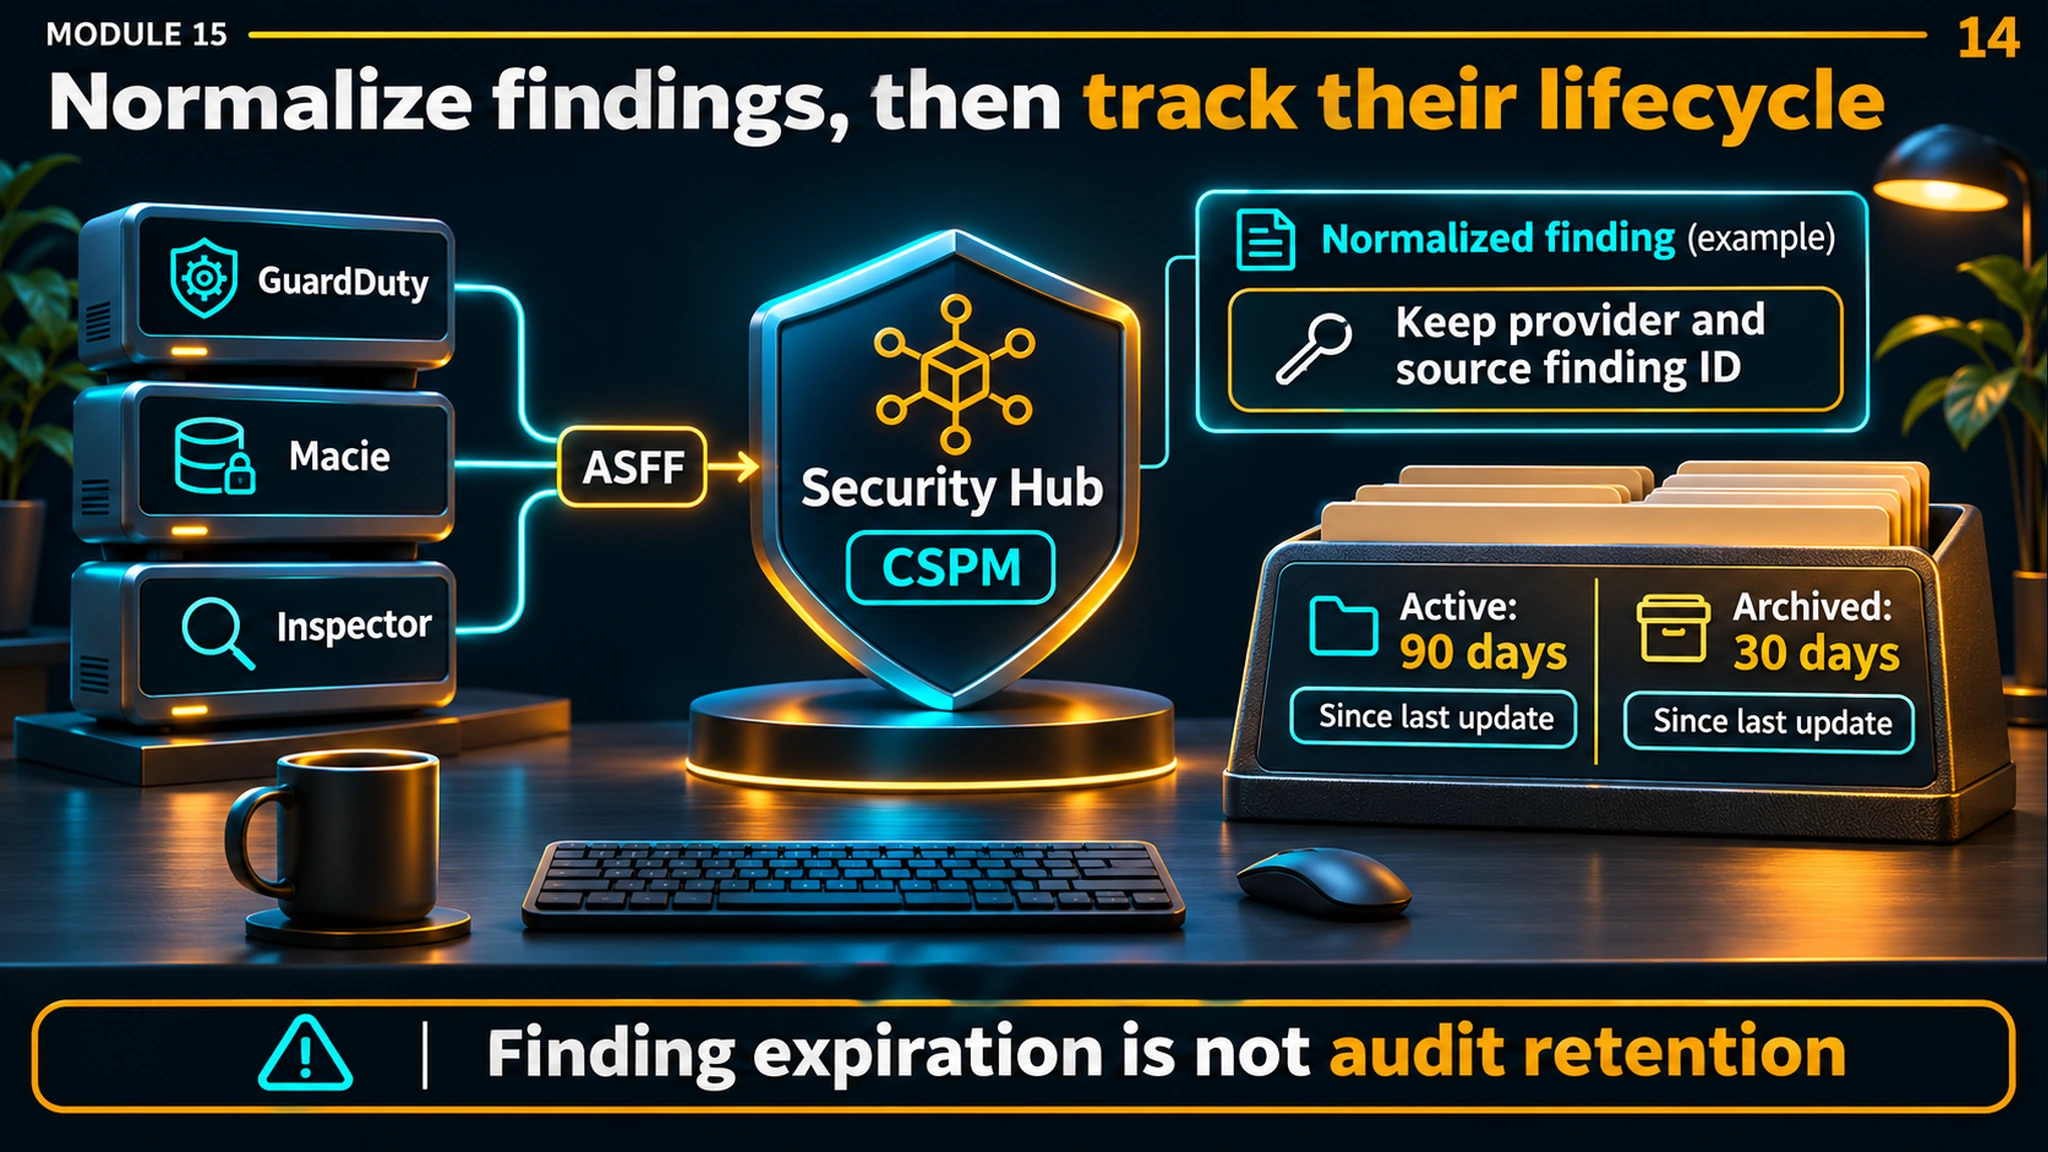 MODULE 15
14
Normalize findings, then track their lifecycle
GuardDuty
Macie
Inspector
ASFF
Security Hub
CSPM
Normalized finding (example)
Keep provider and
source finding ID
Active:
90 days
Since last update
Archived:
30 days
Since last update
Finding expiration is not audit retention